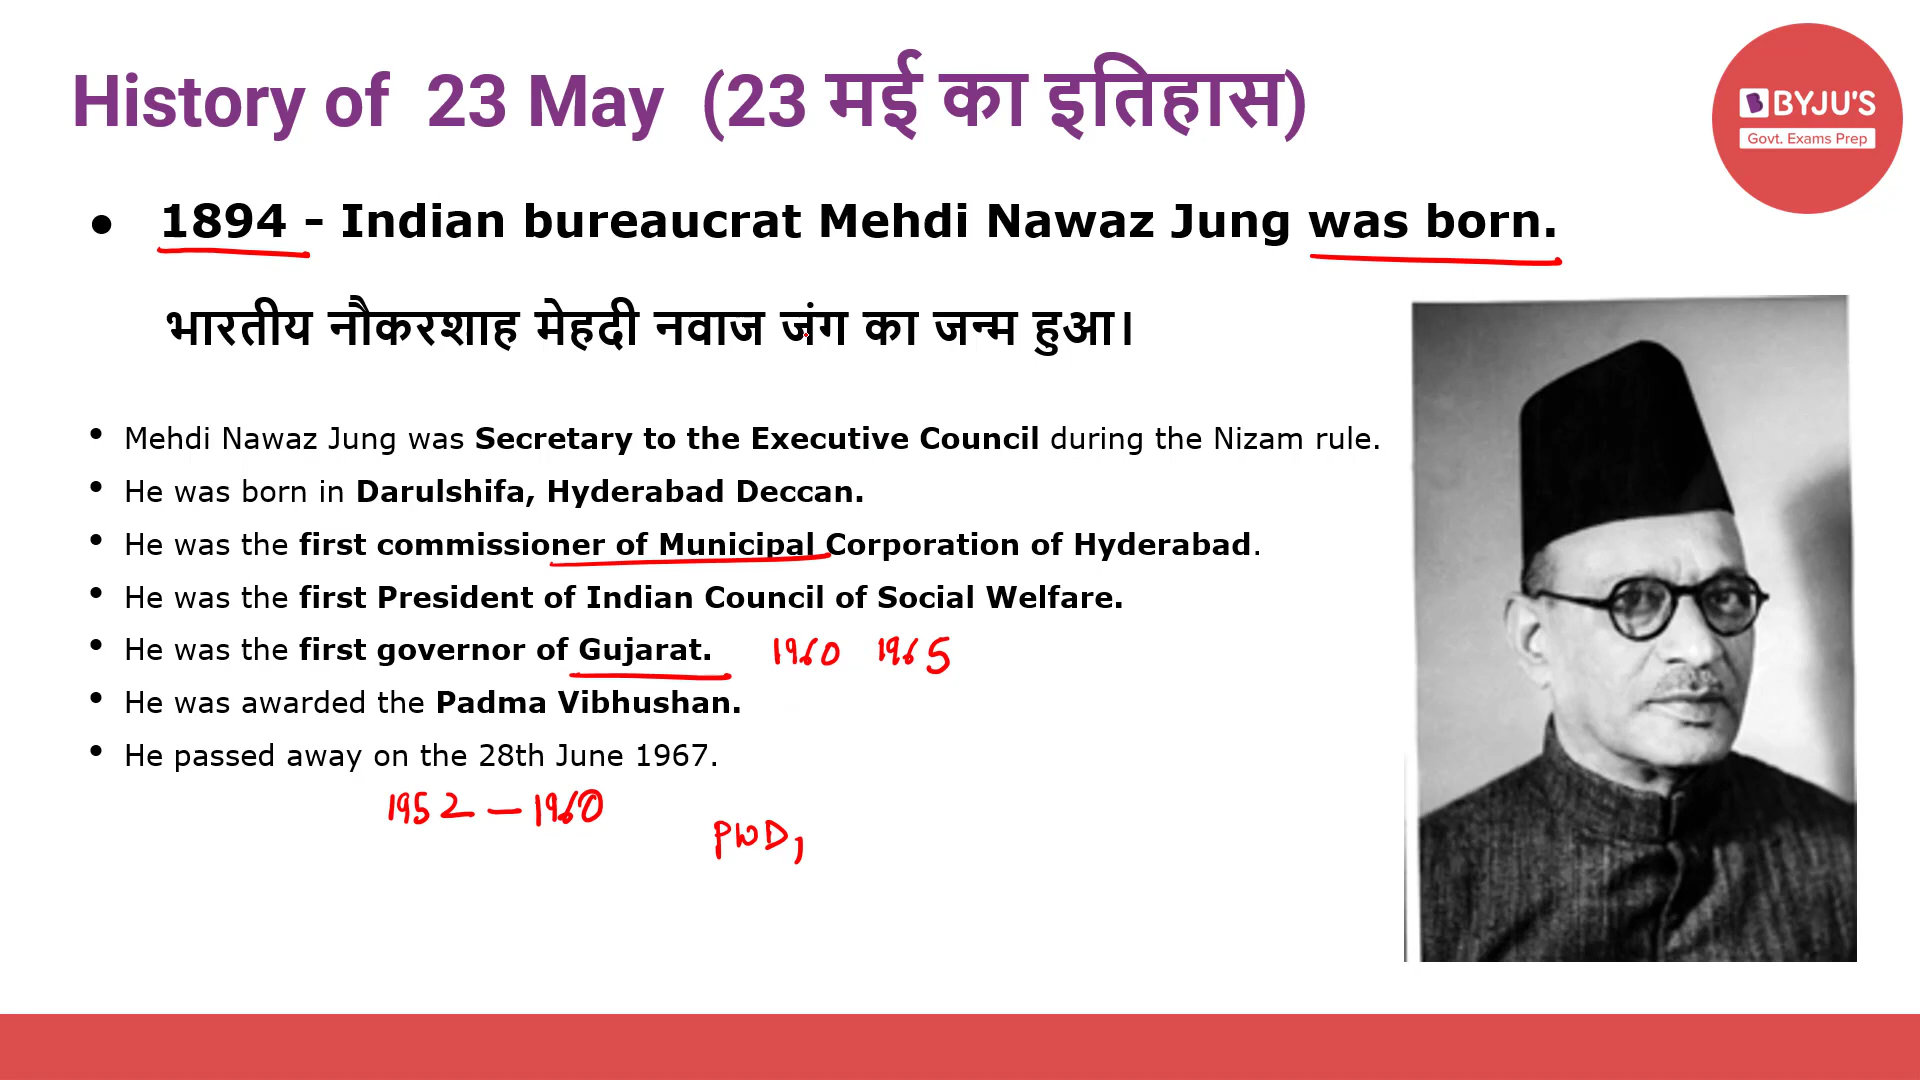 History of 23 May (23 मई का इतिहास)
BYJU'S
Govt. Exams Prep
● 1894 - Indian bureaucrat Mehdi Nawaz Jung was born.
भारतीय नौकरशाह मेहदी नवाज जंग का जन्म हुआ।
• Mehdi Nawaz Jung was Secretary to the Executive Council during the Nizam rule.
• He was born in Darulshifa, Hyderabad Deccan.
• He was the first commissioner of Municipal Corporation of Hyderabad.
• He was the first President of Indian Council of Social Welfare.
• He was the first governor of Gujarat. 1960 1965
• He was awarded the Padma Vibhushan.
• He passed away on the 28th June 1967.
1952 — 1960
PWD,